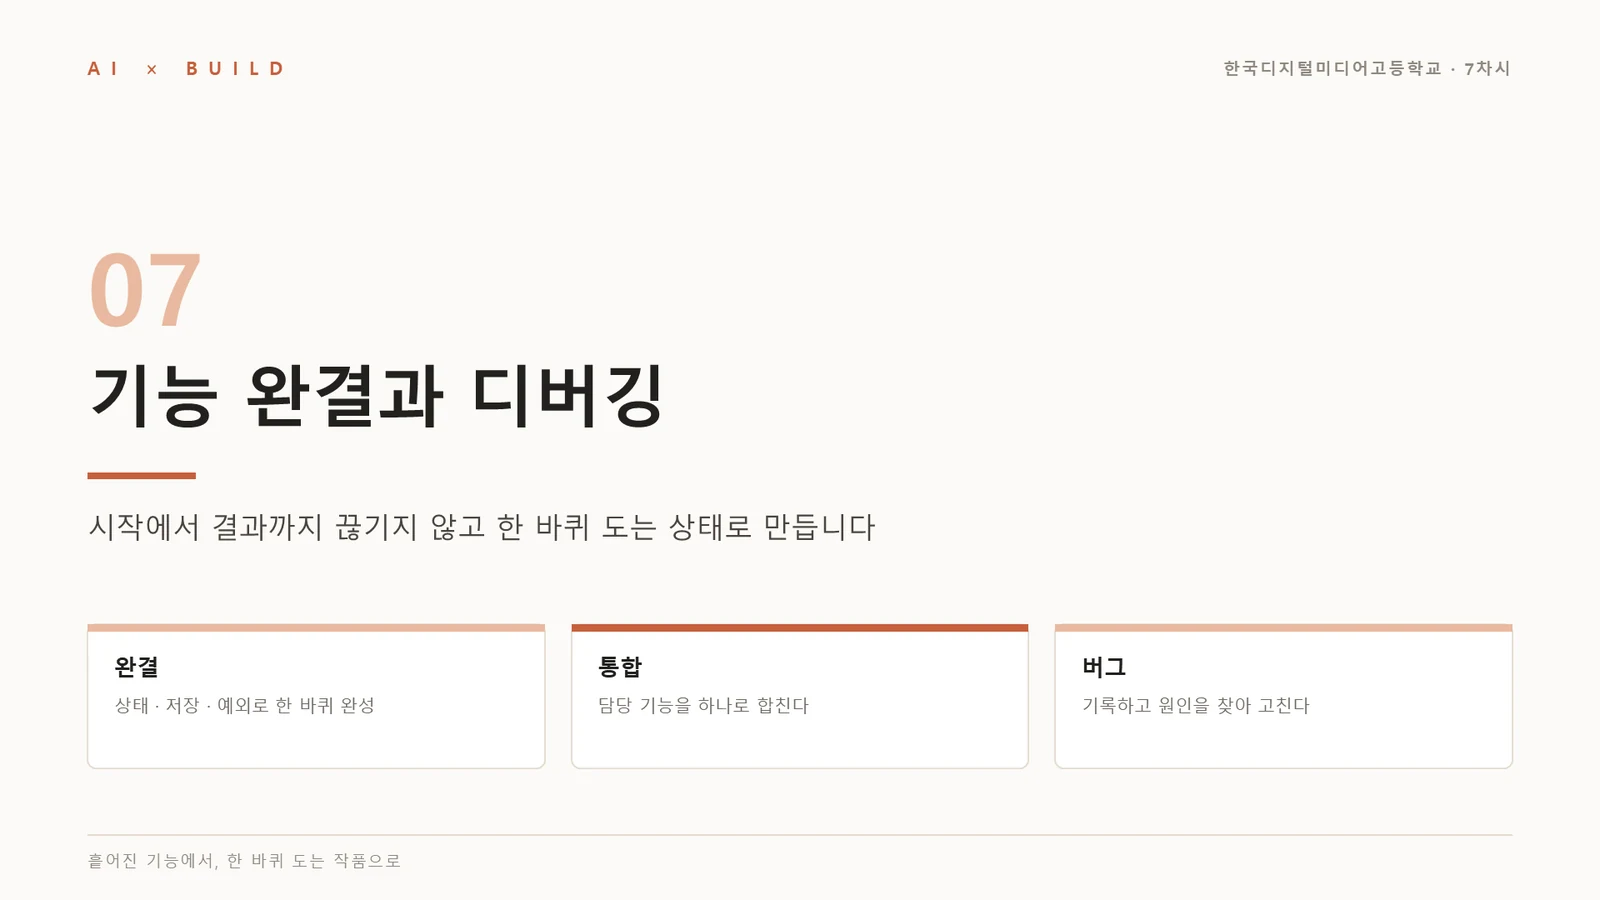 AI × BUILD
한국디지털미디어고등학교 · 7차시
07
기능 완결과 디버깅
시작에서 결과까지 끊기지 않고 한 바퀴 도는 상태로 만듭니다
완결
상태 · 저장 · 예외로 한 바퀴 완성
통합
담당 기능을 하나로 합친다
버그
기록하고 원인을 찾아 고친다
흩어진 기능에서, 한 바퀴 도는 작품으로